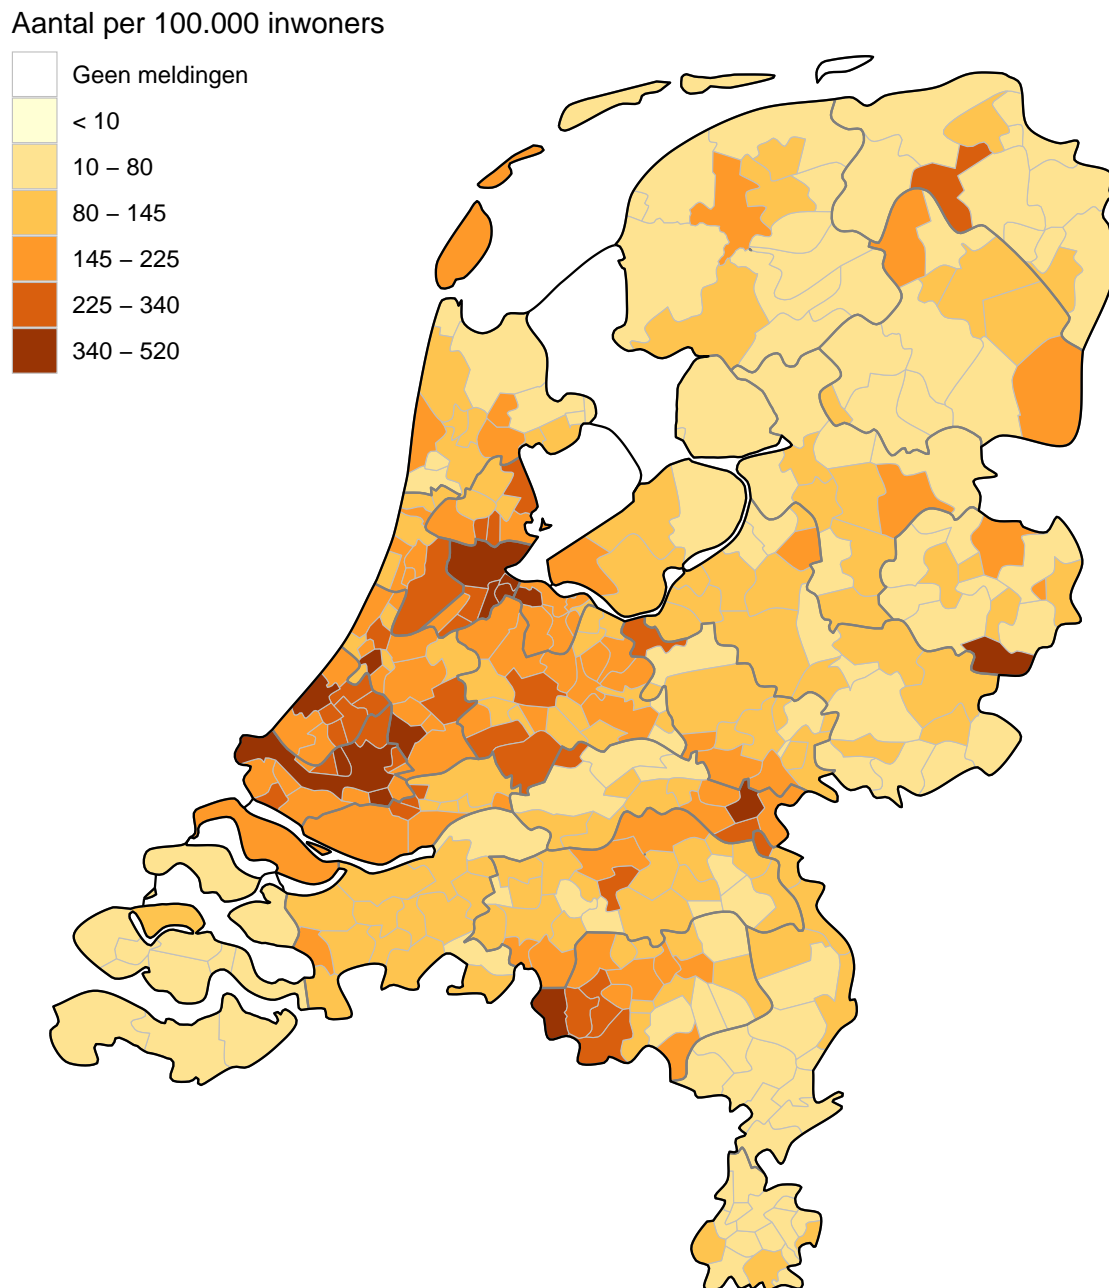 Aantal per 100.000 inwoners
Geen meldingen
< 10
10 – 80
80 – 145
145 – 225
225 – 340
340 – 520